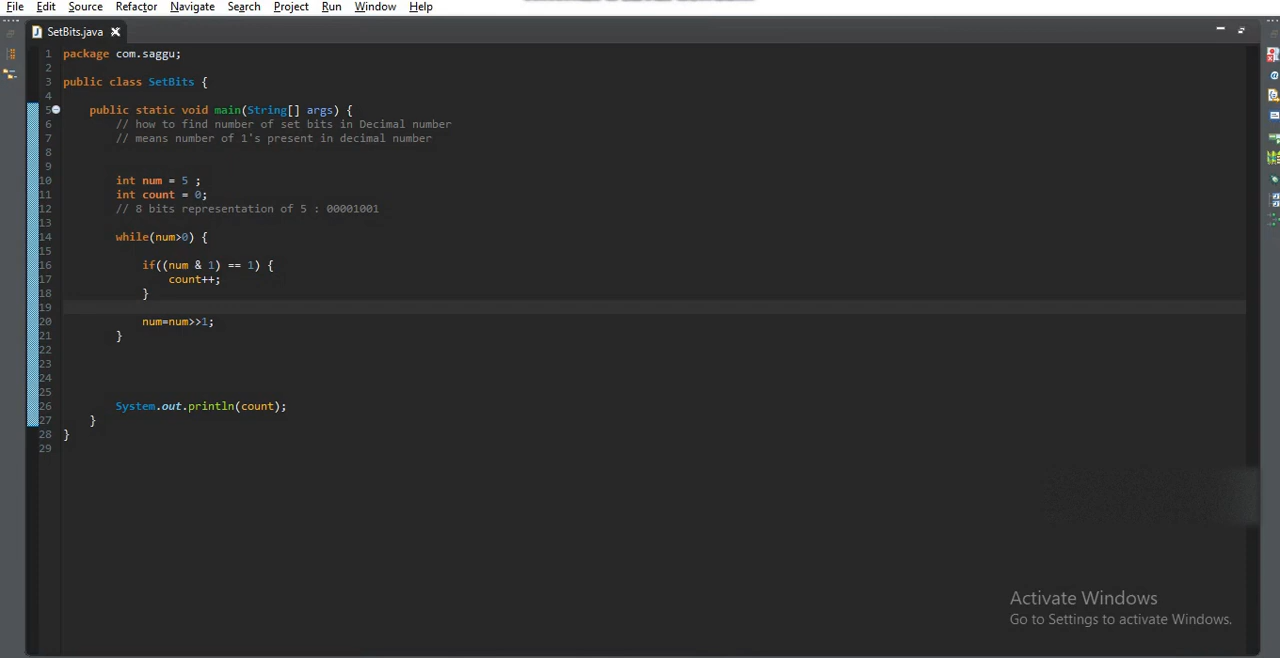 File Edit Source Refactor Navigate Search Project Run Window Help
SetBits.java
1 package com.saggu;
2
3 public class SetBits {
4
5 public static void main(String[] args) {
6 // how to find number of set bits in Decimal number
7 // means number of 1's present in decimal number
8
9
10 int num = 5 ;
11 int count = 0;
12 // 8 bits representation of 5 : 00001001
13
14 while(num>0) {
15
16 if((num & 1) == 1) {
17 count++;
18 }
19
20 num=num>>1;
21 }
22
23
24
25
26 System.out.println(count);
27 }
28 }
29
Activate Windows
Go to Settings to activate Windows.